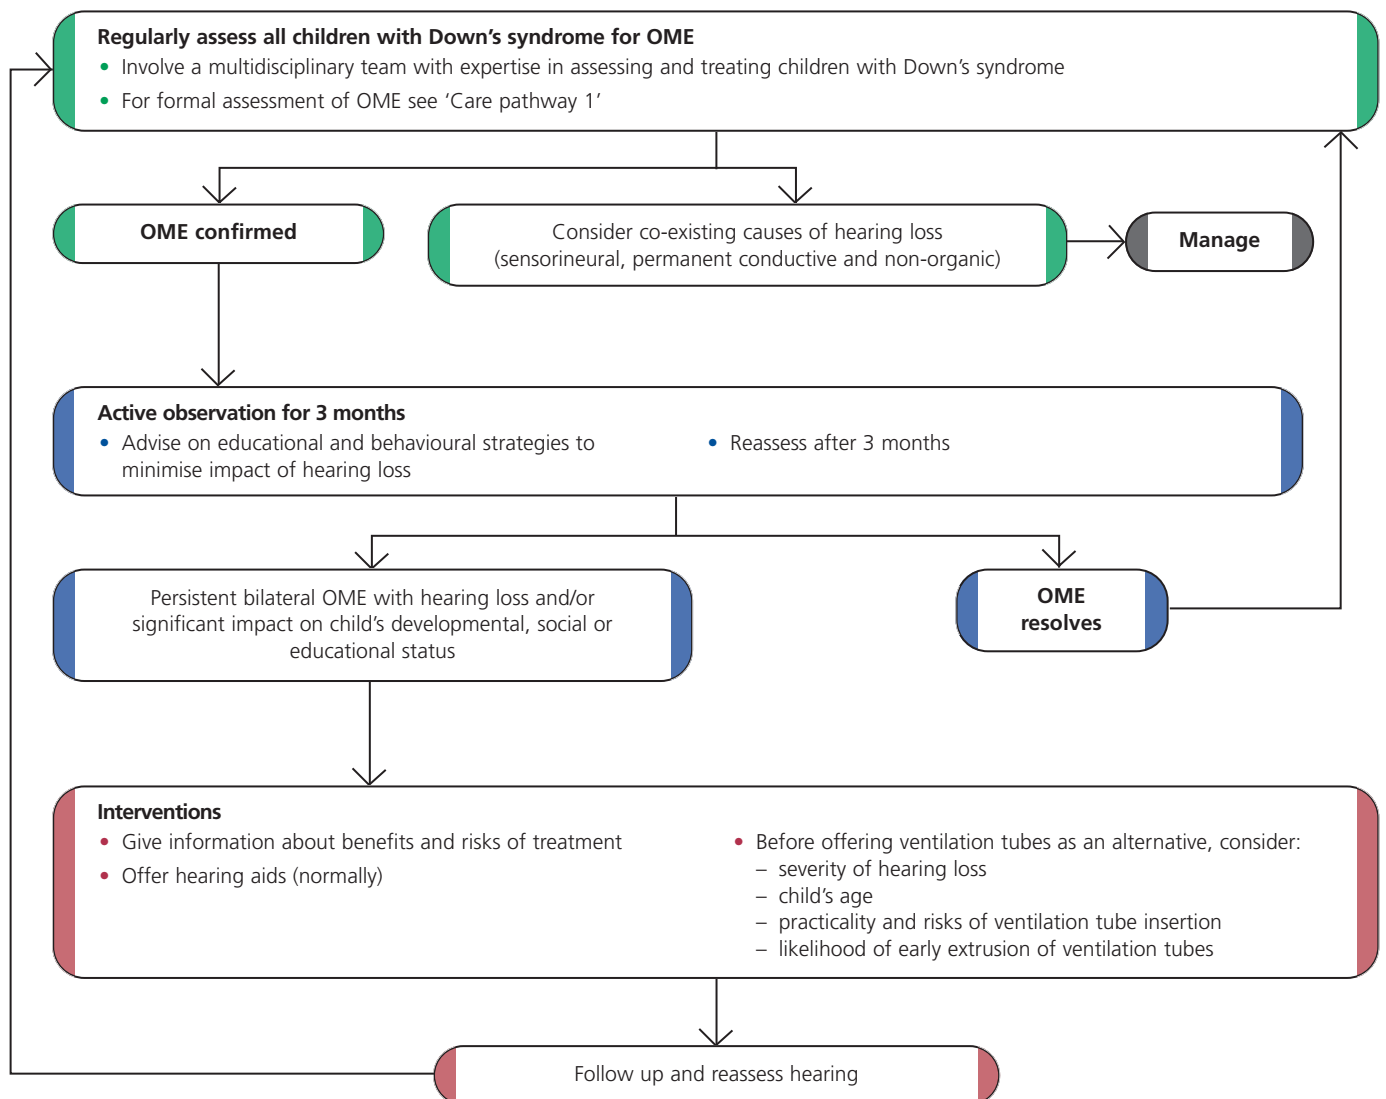 Regularly assess all children with Down’s syndrome for OME
• Involve a multidisciplinary team with expertise in assessing and treating children with Down’s syndrome
• For formal assessment of OME see ‘Care pathway 1’
OME confirmed
Consider co-existing causes of hearing loss
(sensorineural, permanent conductive and non-organic)
Manage
Active observation for 3 months
• Advise on educational and behavioural strategies to
minimise impact of hearing loss
• Reassess after 3 months
Persistent bilateral OME with hearing loss and/or
significant impact on child’s developmental, social or
educational status
OME
resolves
Interventions
• Give information about benefits and risks of treatment
• Offer hearing aids (normally)
• Before offering ventilation tubes as an alternative, consider:
– severity of hearing loss
– child’s age
– practicality and risks of ventilation tube insertion
– likelihood of early extrusion of ventilation tubes
Follow up and reassess hearing